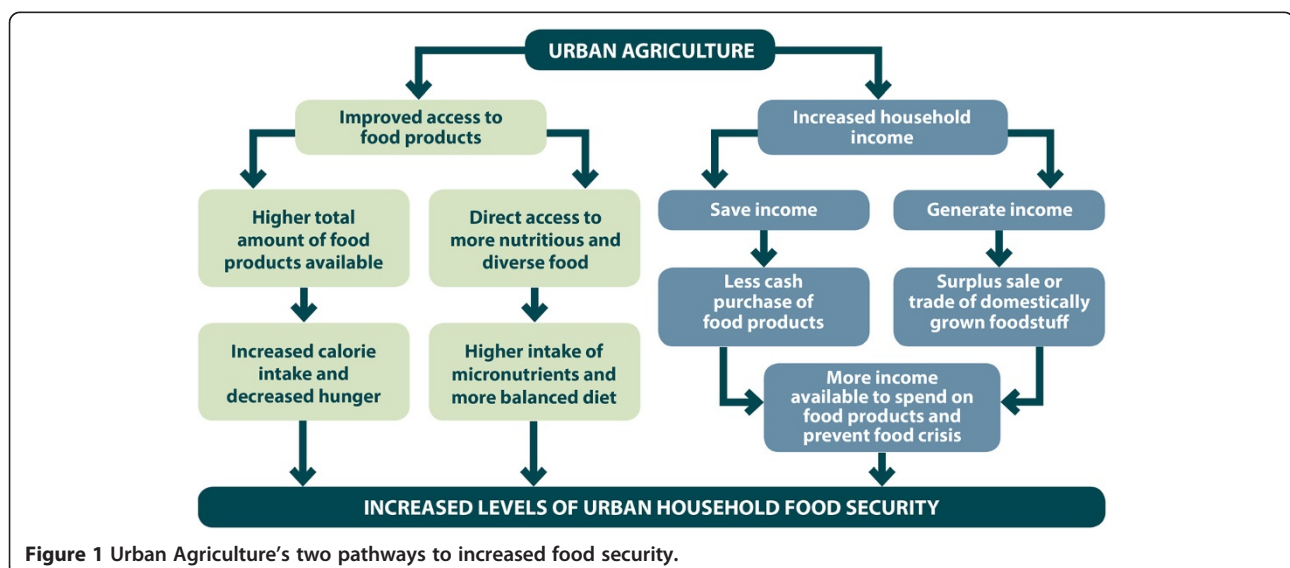 URBAN AGRICULTURE
Improved access to
food products
Increased household
income
Higher total
amount of food
products available
Direct access to
more nutritious and
diverse food
Save income
Generate income
Less cash
purchase of
food products
Surplus sale or
trade of domestically
grown foodstuff
Increased calorie
intake and
decreased hunger
Higher intake of
micronutrients and
more balanced diet
More income
available to spend on
food products and
prevent food crisis
INCREASED LEVELS OF URBAN HOUSEHOLD FOOD SECURITY
Figure 1 Urban Agriculture's two pathways to increased food security.